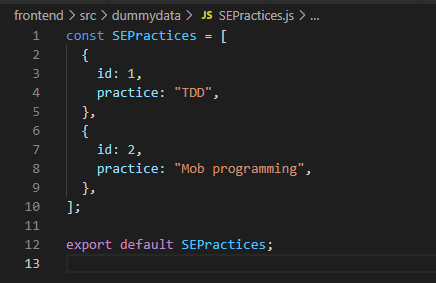 frontend > src > dummydata > JS SEPractices.js > ...
1 const SEPractices = [
2   {
3     id: 1,
4     practice: "TDD",
5   },
6   {
7     id: 2,
8     practice: "Mob programming",
9   },
10 ];
11
12 export default SEPractices;
13